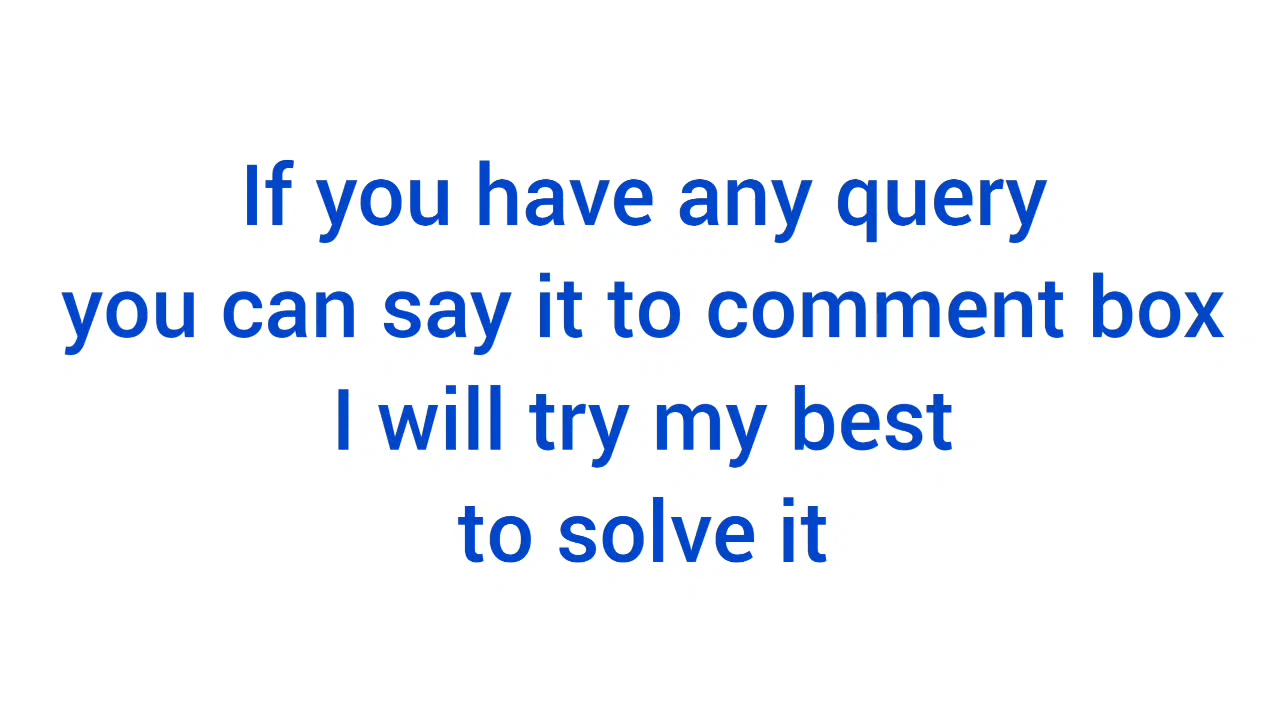 If you have any query
you can say it to comment box
I will try my best
to solve it